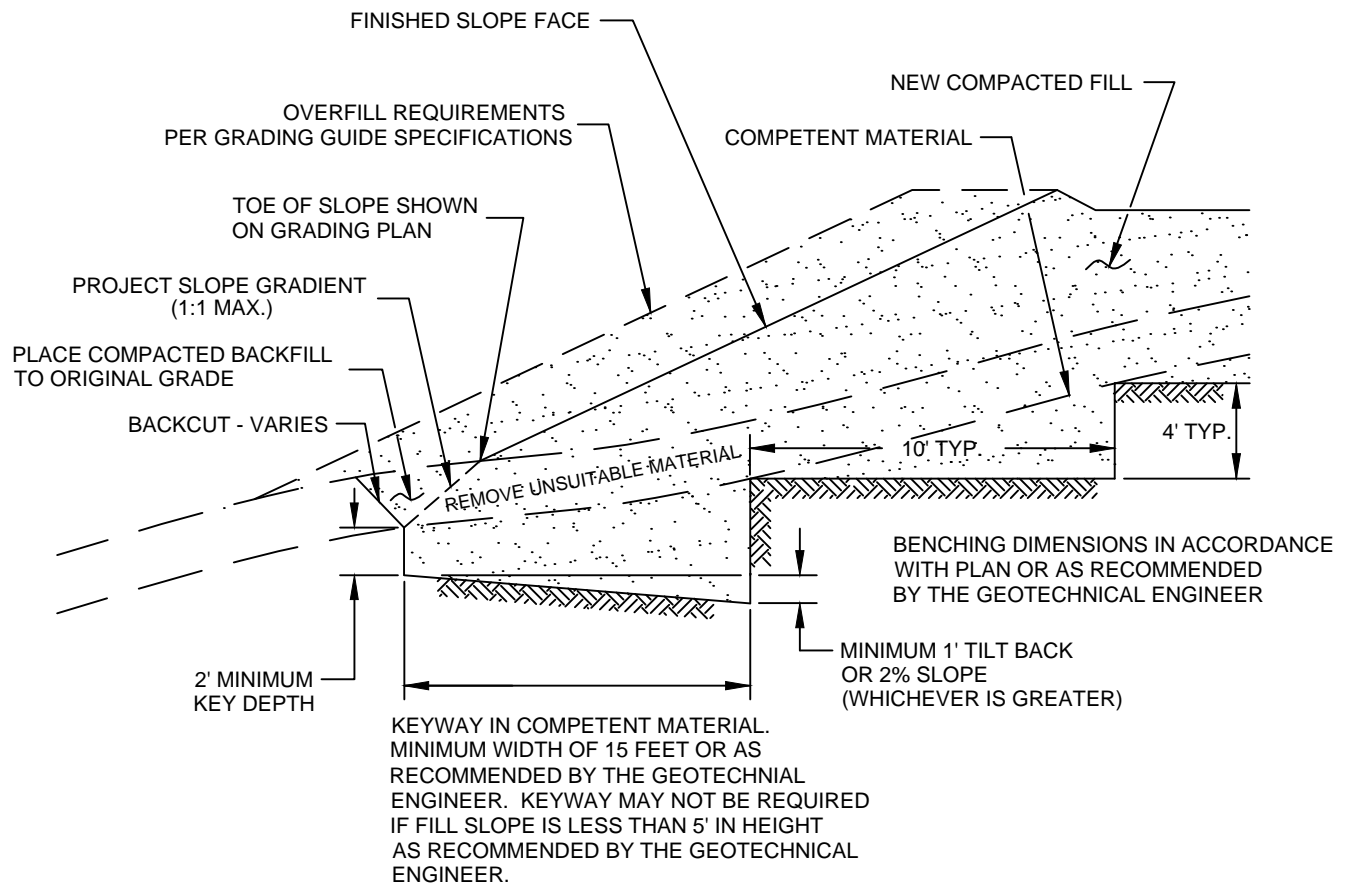 FINISHED SLOPE FACE
NEW COMPACTED FILL
OVERFILL REQUIREMENTS
PER GRADING GUIDE SPECIFICATIONS
COMPETENT MATERIAL
TOE OF SLOPE SHOWN
ON GRADING PLAN
PROJECT SLOPE GRADIENT
(1:1 MAX.)
PLACE COMPACTED BACKFILL
TO ORIGINAL GRADE
BACKCUT - VARIES
4' TYP.
10' TYP.
REMOVE UNSUITABLE MATERIAL
BENCHING DIMENSIONS IN ACCORDANCE
WITH PLAN OR AS RECOMMENDED
BY THE GEOTECHNICAL ENGINEER
MINIMUM 1' TILT BACK
OR 2% SLOPE
(WHICHEVER IS GREATER)
2' MINIMUM
KEY DEPTH
KEYWAY IN COMPETENT MATERIAL.
MINIMUM WIDTH OF 15 FEET OR AS
RECOMMENDED BY THE GEOTECHNIAL
ENGINEER.  KEYWAY MAY NOT BE REQUIRED
IF FILL SLOPE IS LESS THAN 5' IN HEIGHT
AS RECOMMENDED BY THE GEOTECHNICAL
ENGINEER.